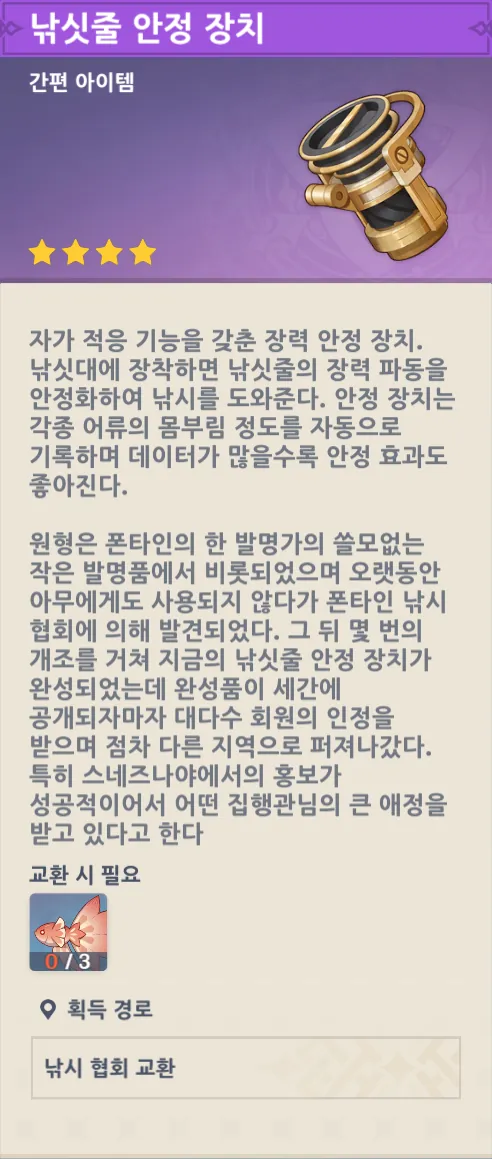 낚싯줄 안정 장치
간편 아이템
자가 적응 기능을 갖춘 장력 안정 장치.
낚싯대에 장착하면 낚싯줄의 장력 파동을
안정화하여 낚시를 도와준다. 안정 장치는
각종 어류의 몸부림 정도를 자동으로
기록하며 데이터가 많을수록 안정 효과도
좋아진다.
원형은 폰타인의 한 발명가의 쓸모없는
작은 발명품에서 비롯되었으며 오랫동안
아무에게도 사용되지 않다가 폰타인 낚시
협회에 의해 발견되었다. 그 뒤 몇 번의
개조를 거쳐 지금의 낚싯줄 안정 장치가
완성되었는데 완성품이 세간에
공개되자마자 대다수 회원의 인정을
받으며 점차 다른 지역으로 퍼져나갔다.
특히 스네즈나야에서의 홍보가
성공적이어서 어떤 집행관님의 큰 애정을
받고 있다고 한다
교환 시 필요
0 / 3
획득 경로
낚시 협회 교환